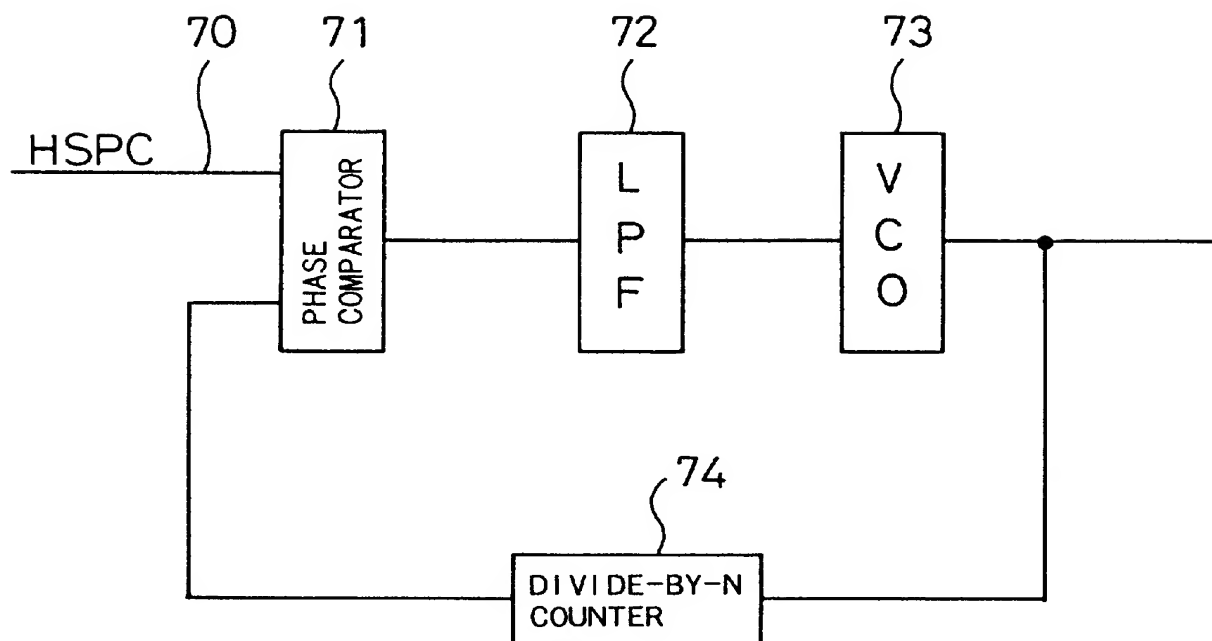 70
71
72
73
HSPC
PHASE
COMPARATOR
L
P
F
V
C
O
74
DIVIDE-BY-N
COUNTER